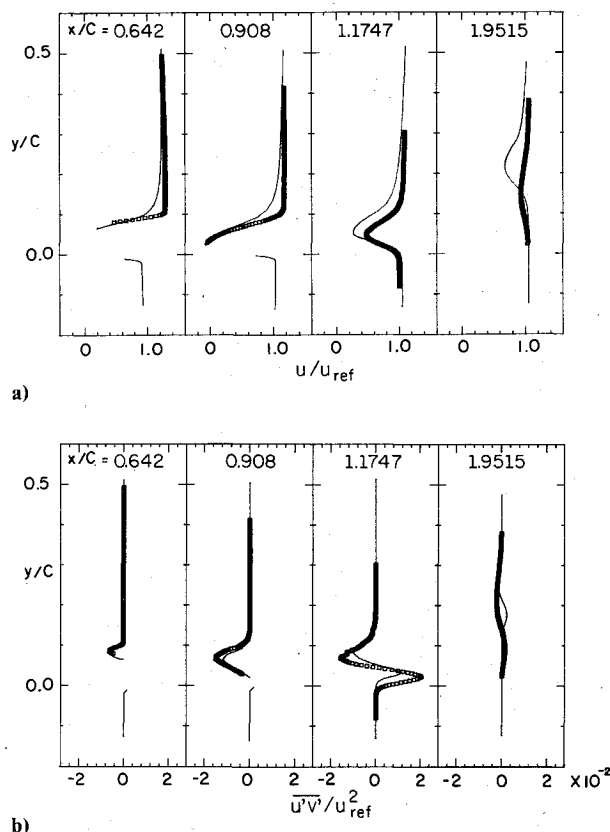 x/C = 0.642 0.908 1.1747 1.9515
0.5
y/C
0.0
0 1.0 0 1.0 0 1.0 0 1.0
u/u_ref
a)
x/C = 0.642 0.908 1.1747 1.9515
0.5
y/C
0.0
-2 0 2 -2 0 2 -2 0 2 -2 0 2 X10⁻²
u'v'/u²_ref
b)